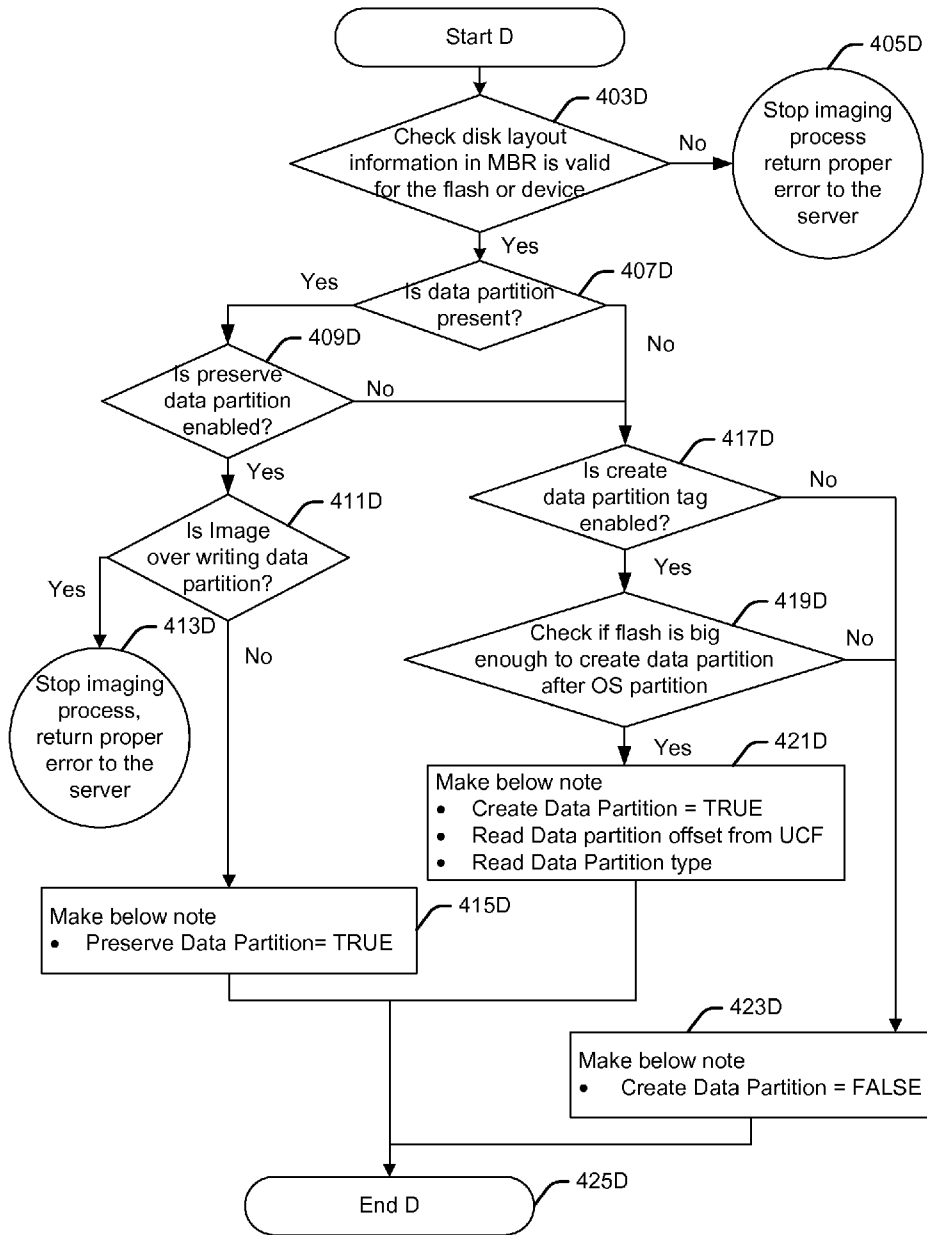 Start D
405D
403D
Stop imaging
process
return proper
error to the
server
Check disk layout
information in MBR is valid
for the flash or device
No
Yes
407D
Yes
Is data partition
present?
No
409D
Is preserve
data partition
enabled?
No
417D
Is create
data partition tag
enabled?
No
Yes
411D
Is Image
over writing data
partition?
Yes
Yes
419D
413D
No
Check if flash is big
enough to create data partition
after OS partition
No
Stop imaging
process,
return proper
error to the
server
Yes
421D
Make below note
• Create Data Partition = TRUE
• Read Data partition offset from UCF
• Read Data Partition type
415D
Make below note
• Preserve Data Partition= TRUE
423D
Make below note
• Create Data Partition = FALSE
425D
End D